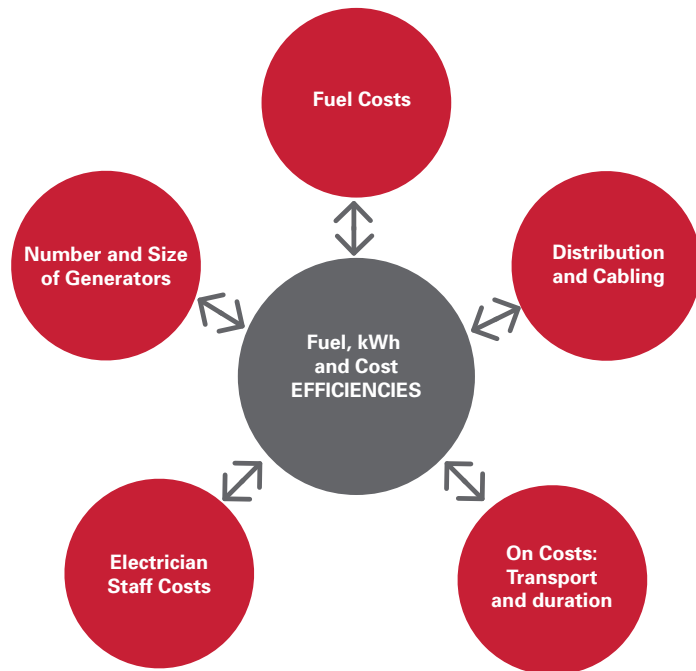 Fuel Costs
Number and Size
of Generators
Distribution
and Cabling
Fuel, kWh
and Cost
EFFICIENCIES
Electrician
Staff Costs
On Costs:
Transport
and duration